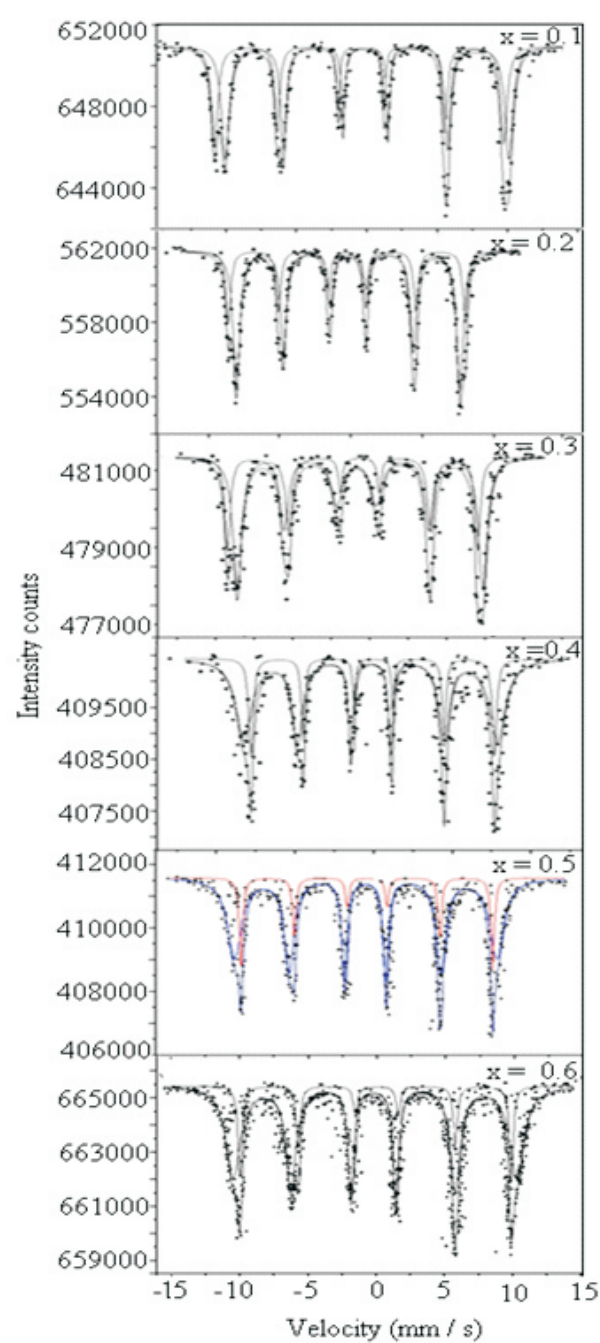 652000
x = 0.1
648000
644000
562000
x = 0.2
558000
554000
x = 0.3
481000
479000
477000
x =0.4
409500
408500
407500
412000
x = 0.5
410000
408000
406000
x = 0.6
665000
663000
661000
659000
Intensity counts
-15 -10 -5 0 5 10 15
Velocity (mm / s)